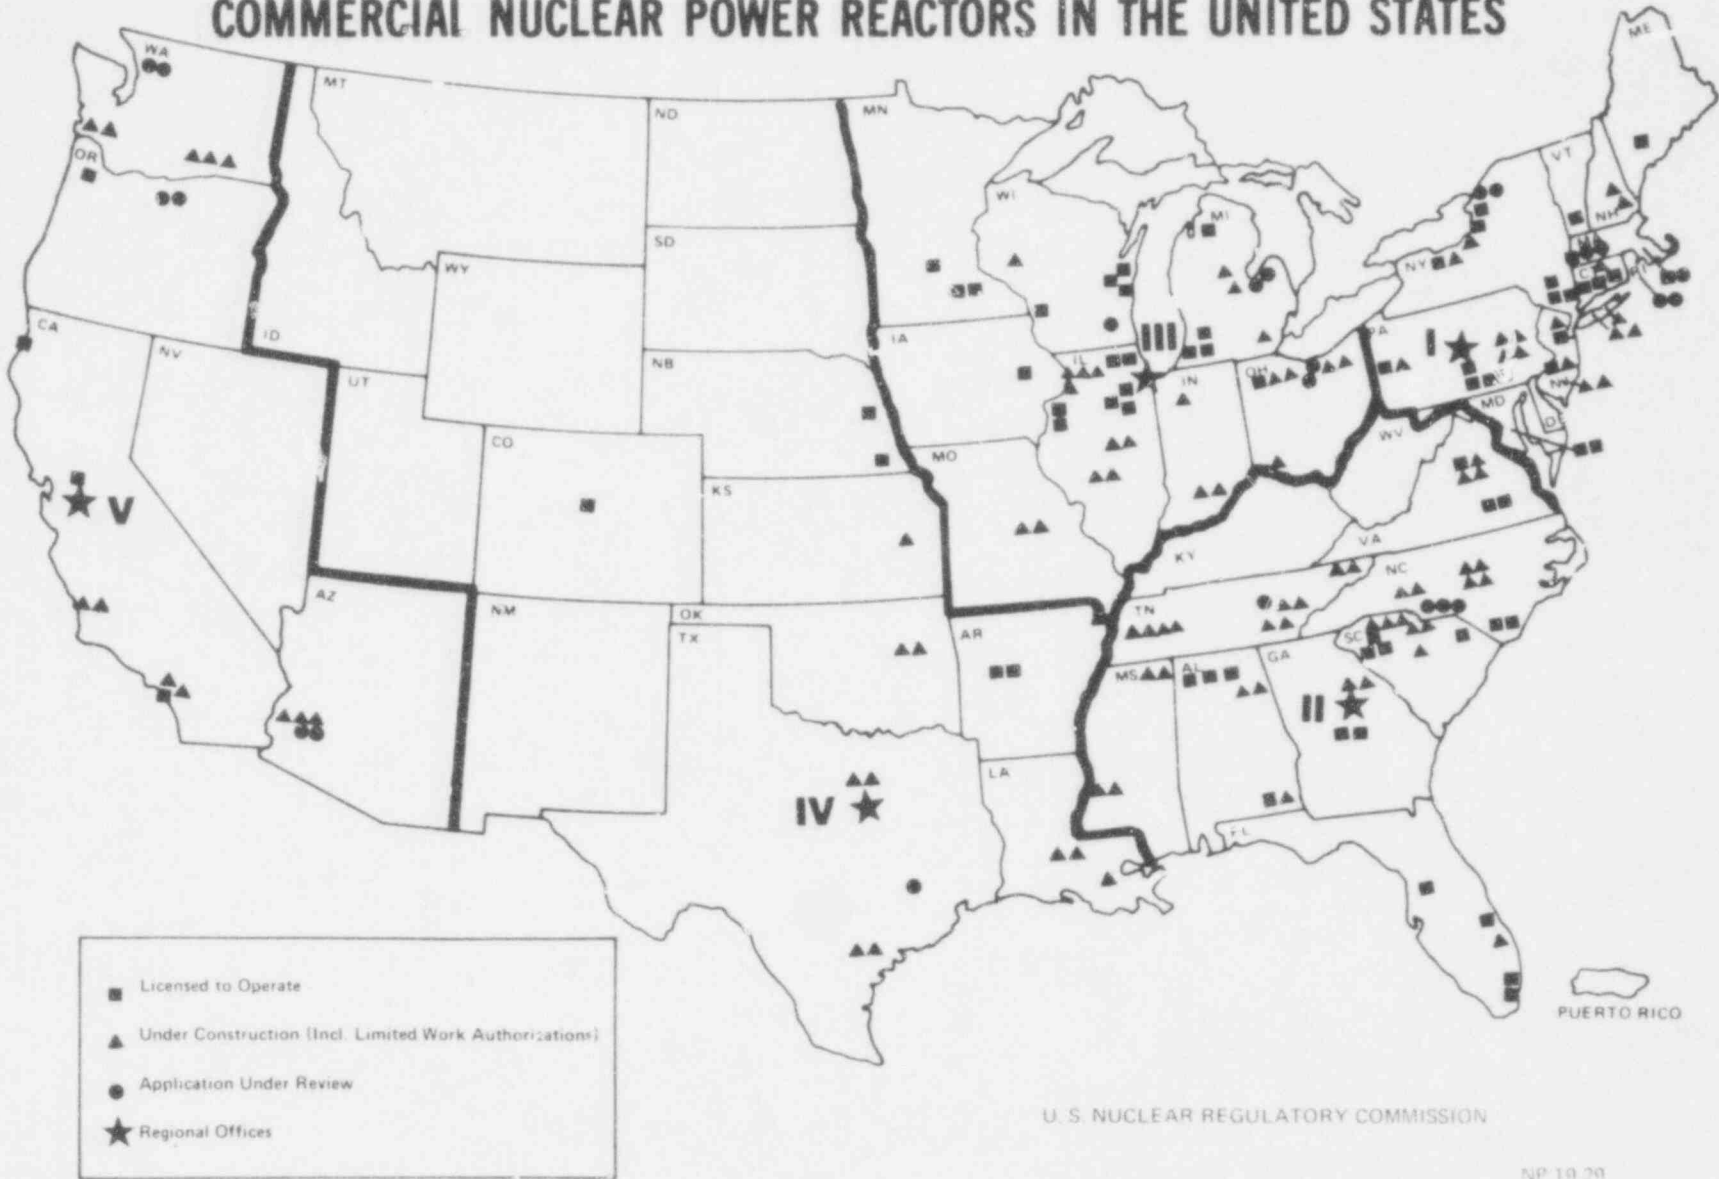 COMMERCIAL NUCLEAR POWER REACTORS IN THE UNITED STATES
WA
MT
ND
MN
ME
OR
VT
WI
MI
NH
SD
WY
NY
CA
ID
NV
IA
III
PA
I
UT
NB
IL
IN
OH
MD
DE
CO
MO
WV
KS
V
KY
VA
AZ
NM
OK
TX
AR
TN
NC
SC
MS
AL
GA
II
IV
LA
FL
Licensed to Operate
Under Construction (Incl. Limited Work Authorizations)
Application Under Review
Regional Offices
PUERTO RICO
U. S. NUCLEAR REGULATORY COMMISSION